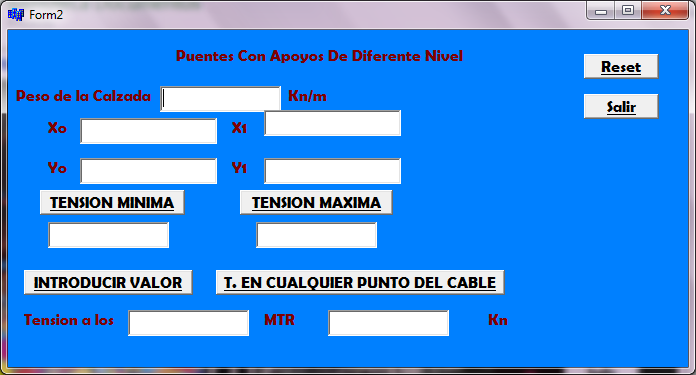 Form2
Puentes Con Apoyos De Diferente Nivel
Reset
Peso de la Calzada Kn/m
Salir
Xo X1
Yo Y1
TENSION MINIMA TENSION MAXIMA
INTRODUCIR VALOR T. EN CUALQUIER PUNTO DEL CABLE
Tension a los MTR Kn